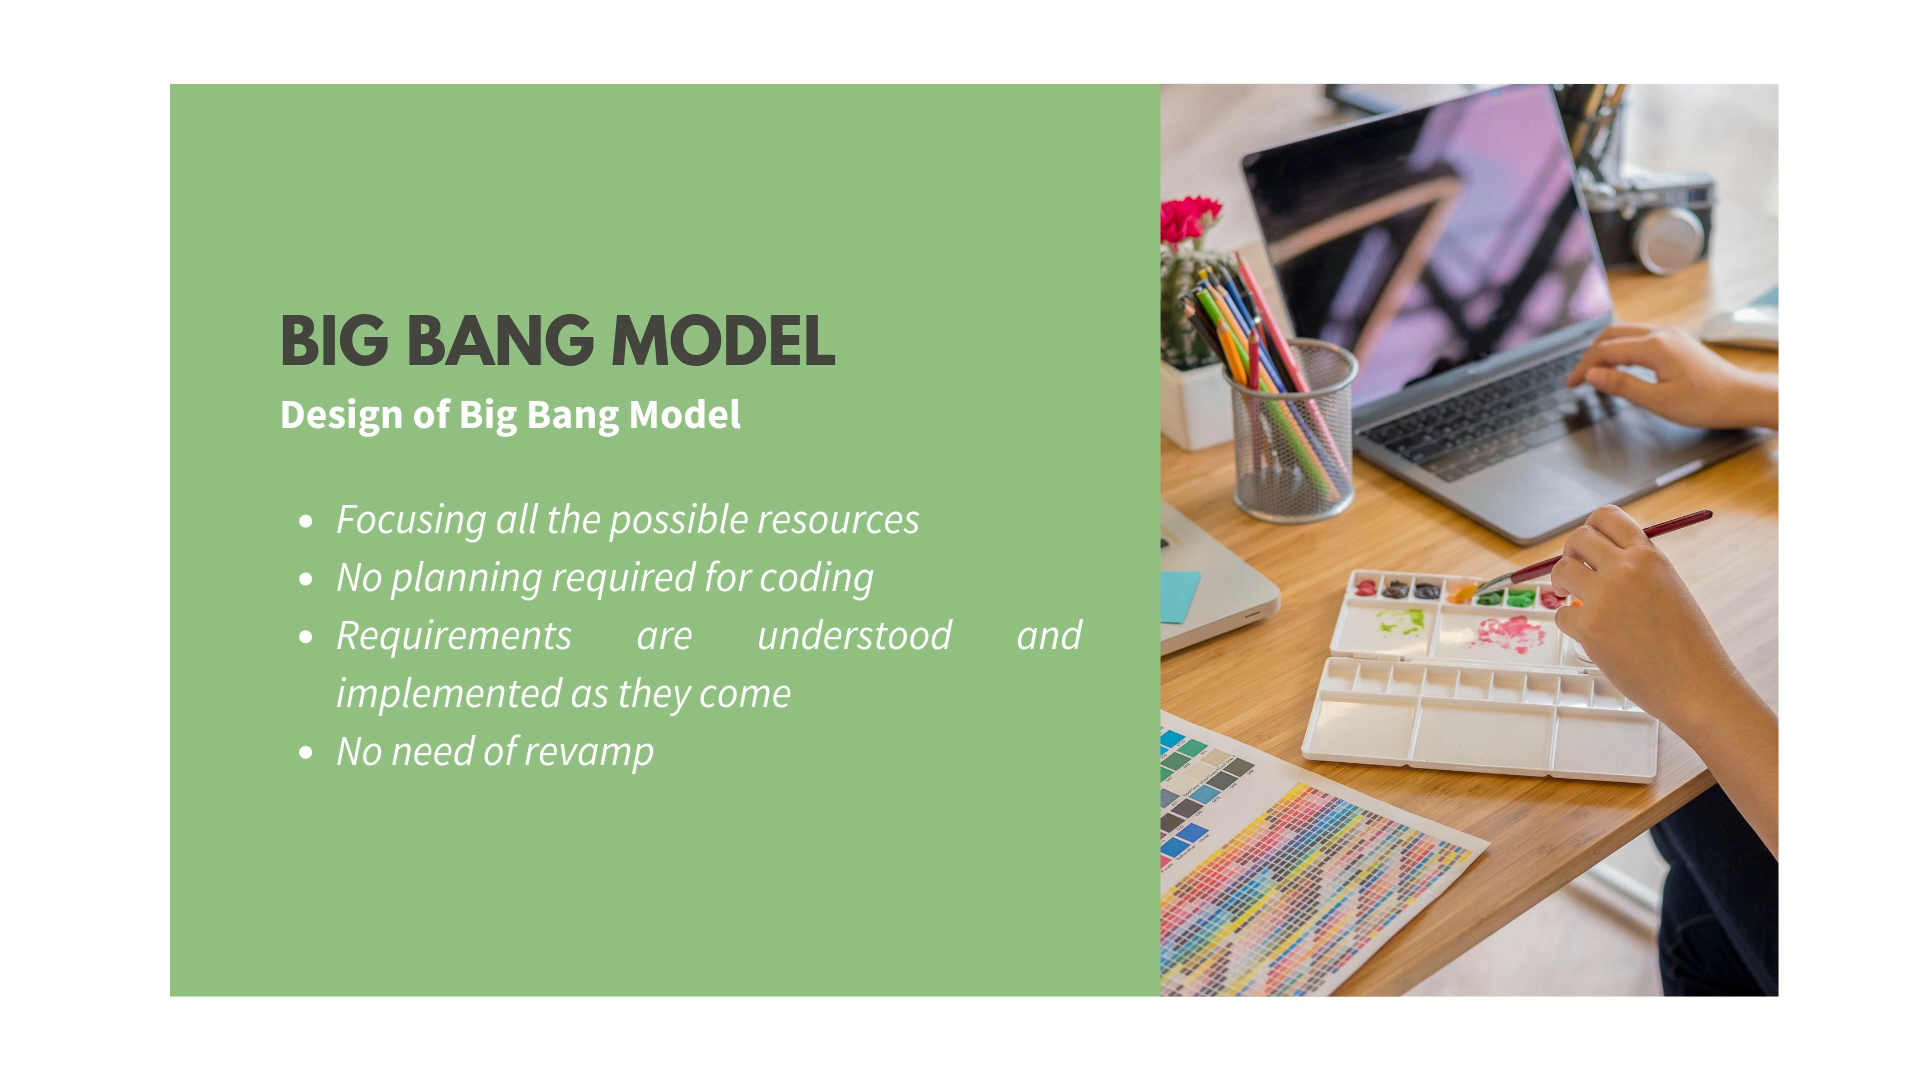 BIG BANG MODEL
Design of Big Bang Model
• Focusing all the possible resources
• No planning required for coding
• Requirements are understood and
implemented as they come
• No need of revamp